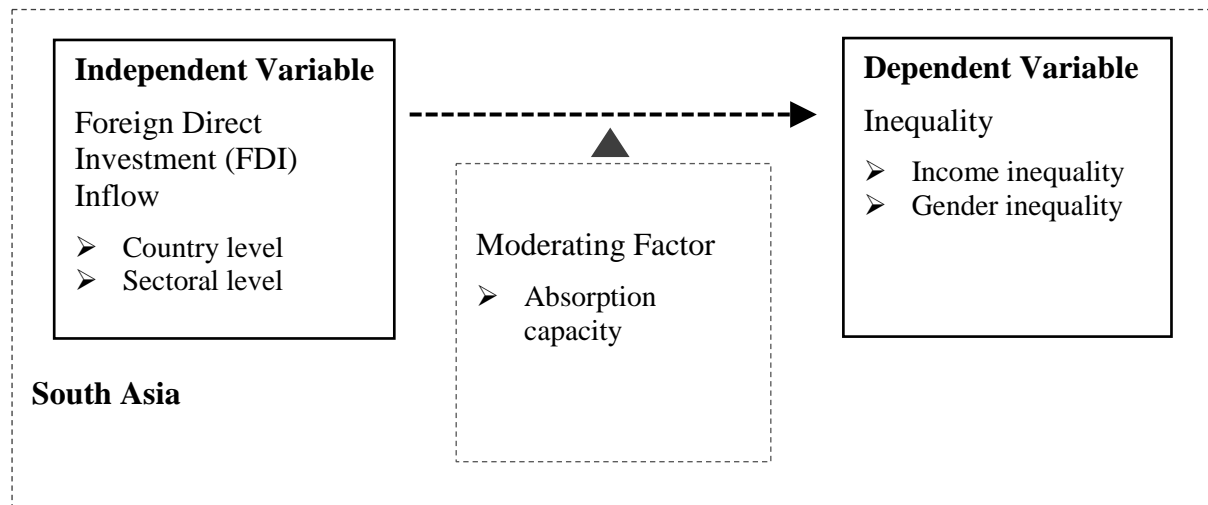 Independent Variable
Foreign Direct
Investment (FDI)
Inflow
➢ Country level
➢ Sectoral level
Moderating Factor
➢ Absorption
capacity
Dependent Variable
Inequality
➢ Income inequality
➢ Gender inequality
South Asia